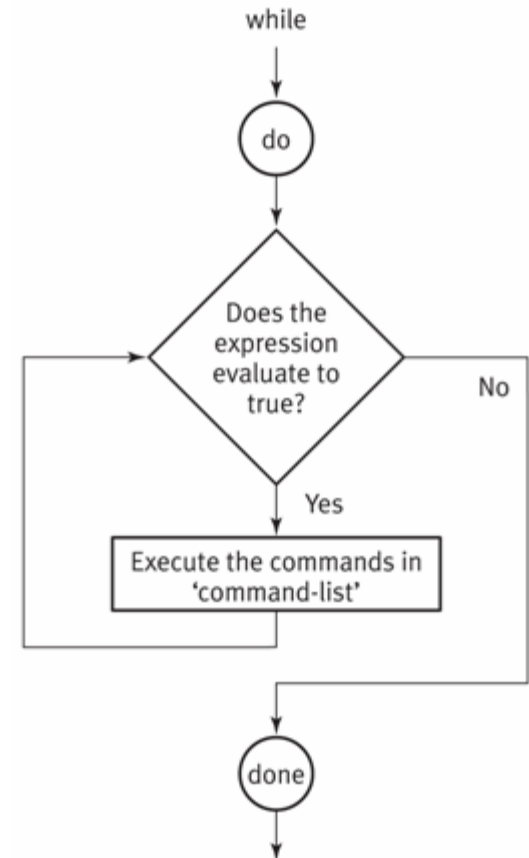 while
do
Does the
expression
evaluate to
true?
No
Yes
Execute the commands in
‘command-list’
done